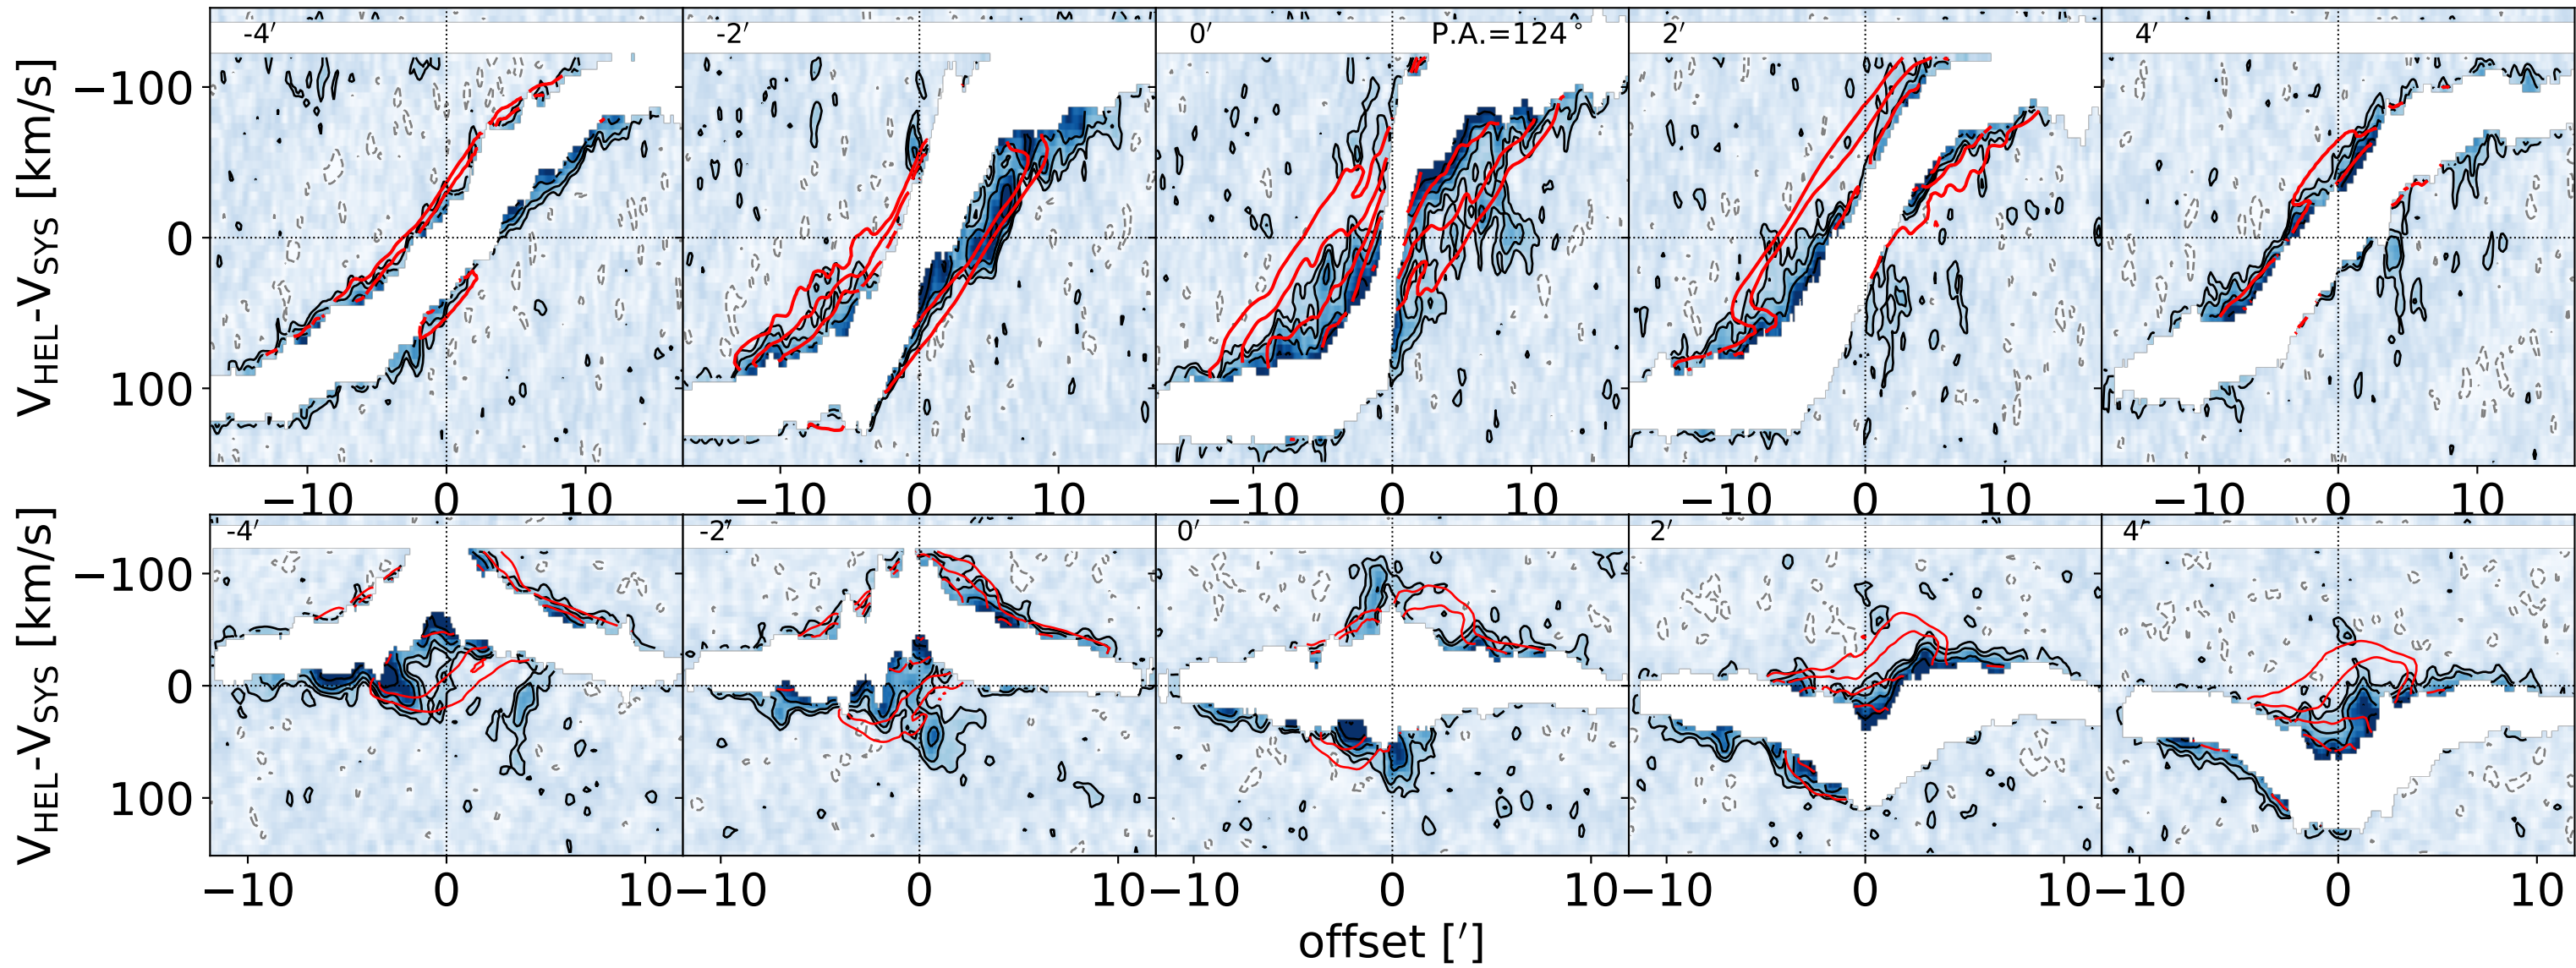 -4′ -2′ 0′ P.A.=124° 2′ 4′
V_HEL-V_SYS [km/s]
−100
0
100
−10 0 10 −10 0 10 −10 0 10 −10 0 10 −10 0 10
-4′ -2′ 0′ 2′ 4′
V_HEL-V_SYS [km/s]
−100
0
100
−10 0 10 −10 0 10 −10 0 10 −10 0 10 −10 0 10
offset [′]